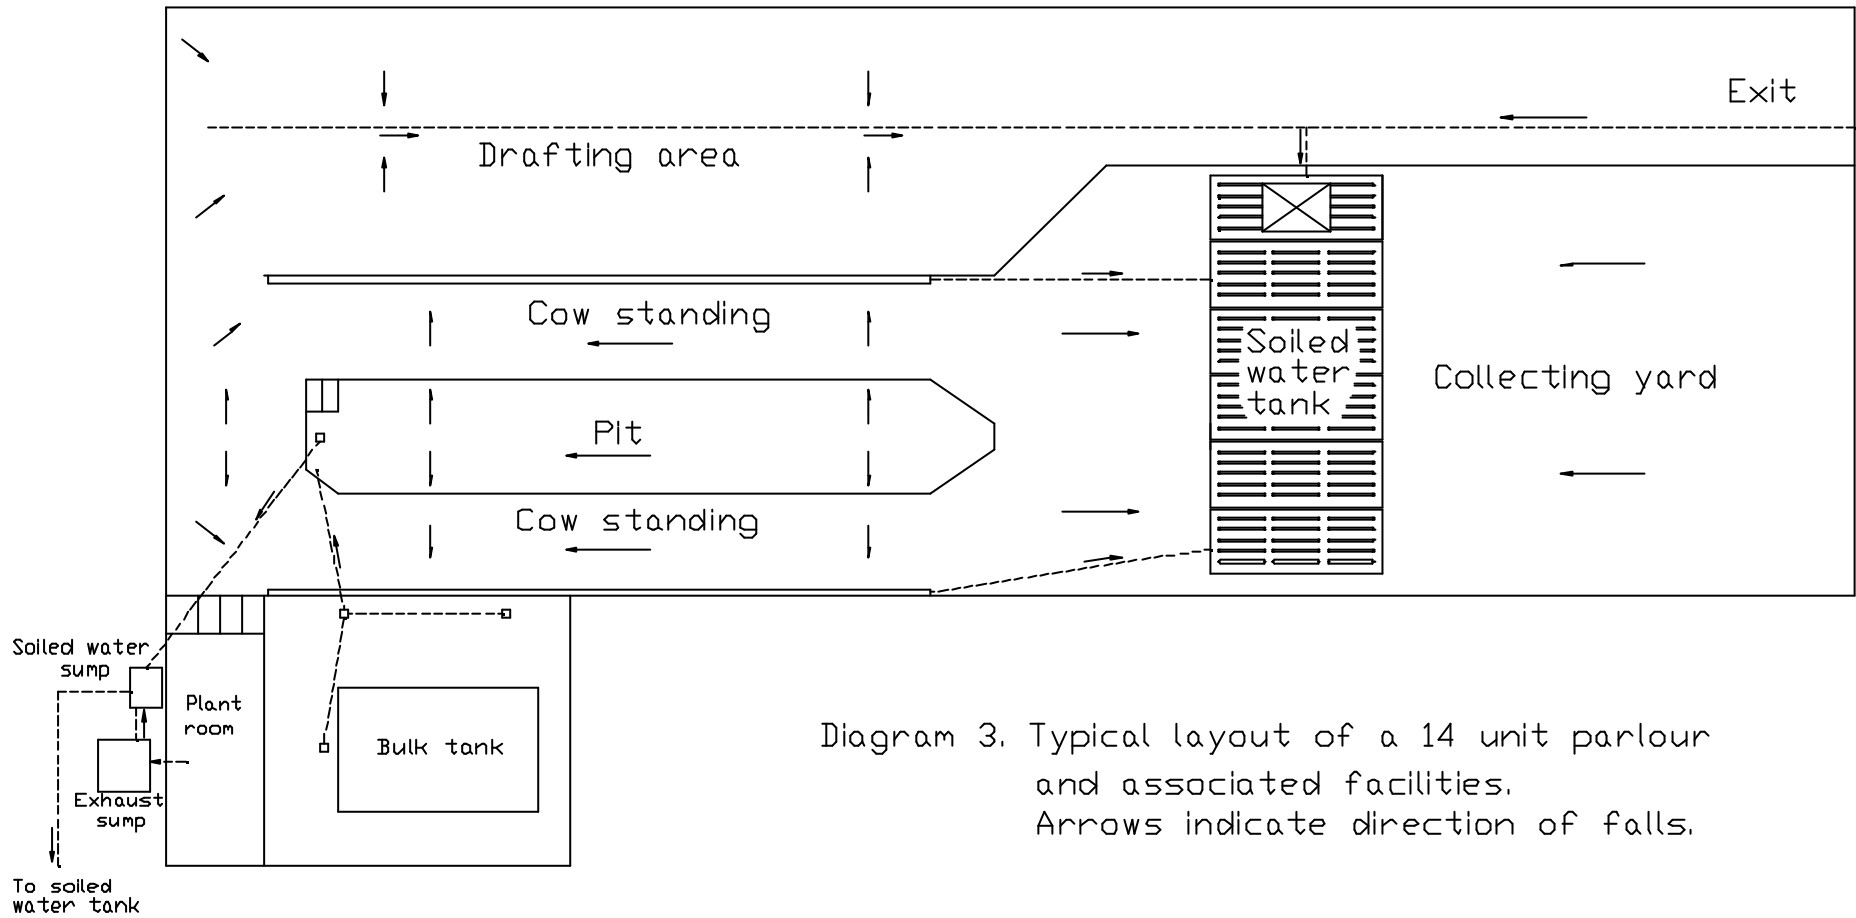 Exit
Drafting area
Cow standing
Soiled
water
tank
Collecting yard
Pit
Cow standing
Soiled water
sump
Plant
room
Bulk tank
Exhaust
sump
To soiled
water tank
Diagram 3. Typical layout of a 14 unit parlour
and associated facilities.
Arrows indicate direction of falls.